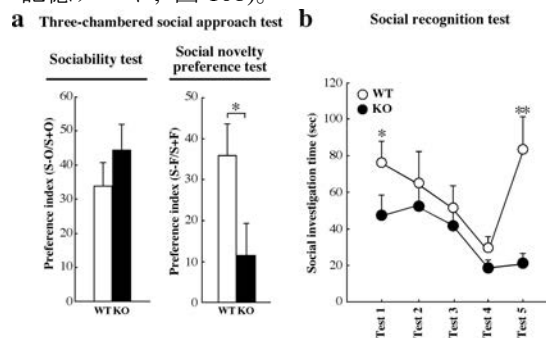 a Three-chambered social approach test
Sociability test
Social novelty
preference test
Preference index (S-O/S+O)
60
50
40
30
20
10
0
WT KO
Preference index (S-F/S+F)
50
40
30
20
10
0
*
WT KO
b Social recognition test
Social investigation time (sec)
120
100
80
60
40
20
0
WT
KO
*
**
Test 1
Test 2
Test 3
Test 4
Test 5